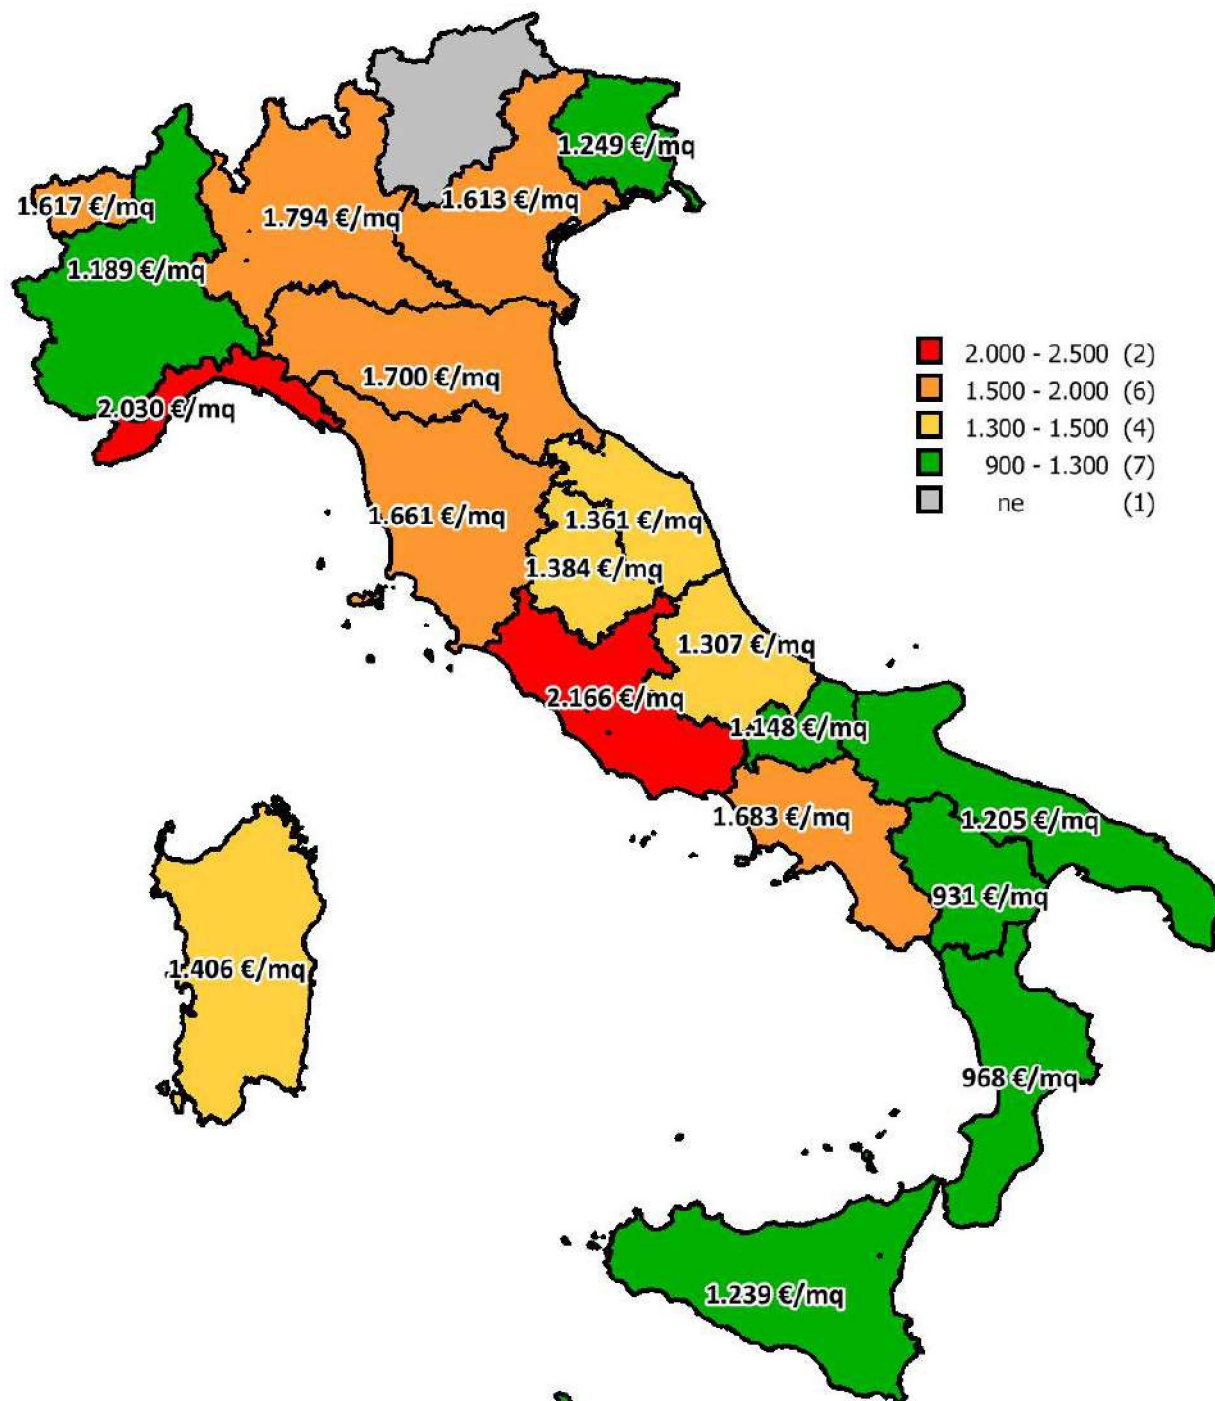 1.249 €/mq
1.617 €/mq
1.794 €/mq
1.613 €/mq
1.189 €/mq
2.000 - 2.500 (2)
1.500 - 2.000 (6)
1.300 - 1.500 (4)
900 - 1.300 (7)
ne (1)
1.700 €/mq
2.030 €/mq
1.661 €/mq
1.361 €/mq
1.384 €/mq
1.307 €/mq
2.166 €/mq
1.148 €/mq
1.683 €/mq
1.205 €/mq
931 €/mq
1.406 €/mq
968 €/mq
1.239 €/mq